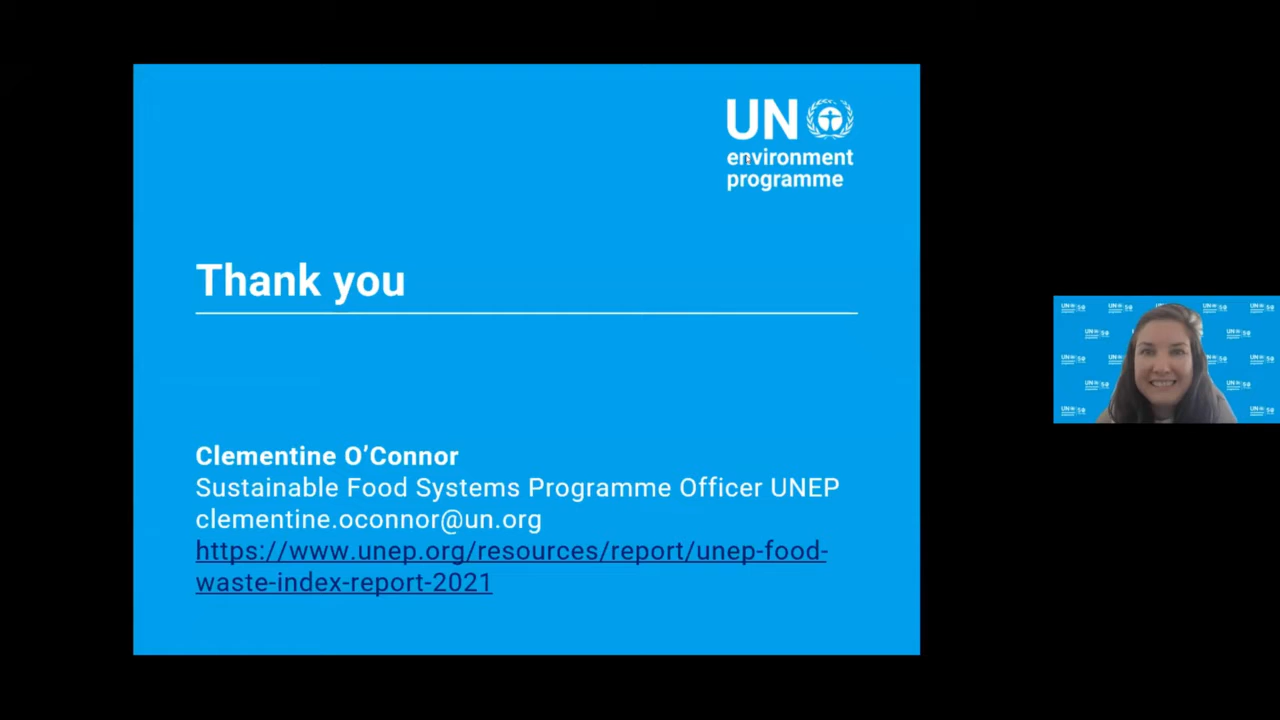 UN
environment
programme
Thank you
Clementine O’Connor
Sustainable Food Systems Programme Officer UNEP
clementine.oconnor@un.org
https://www.unep.org/resources/report/unep-food-
waste-index-report-2021